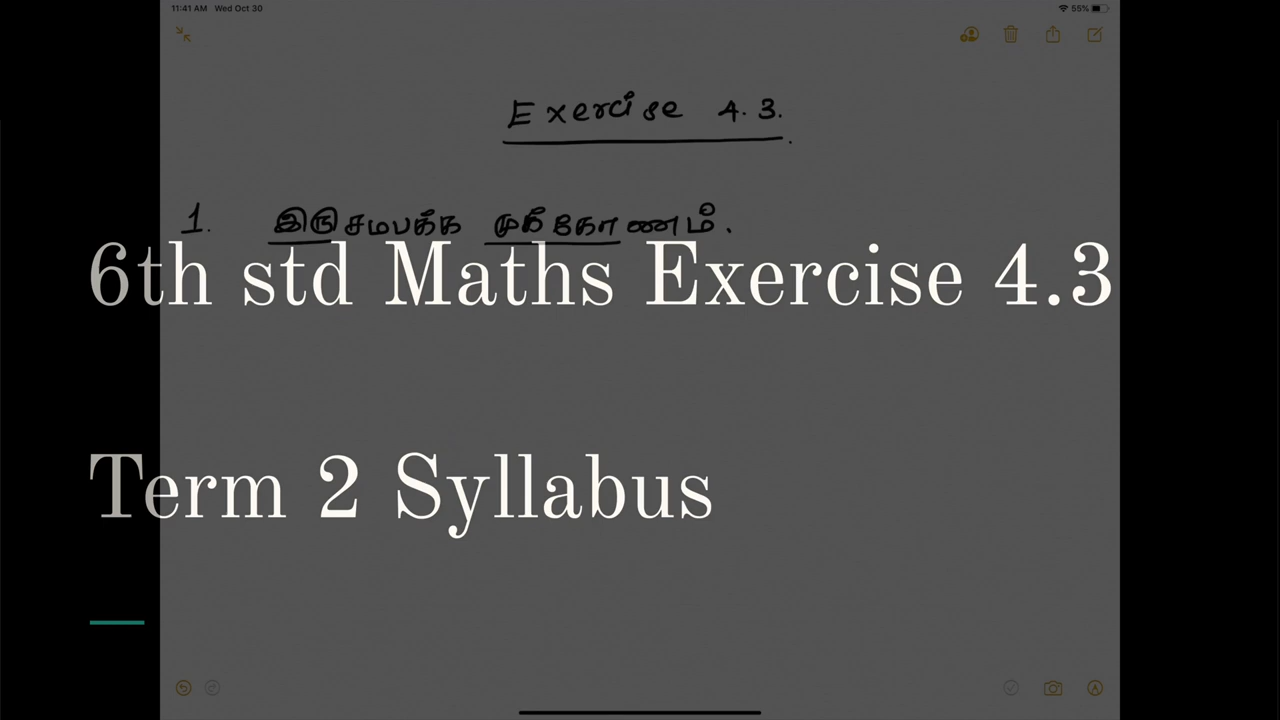 11:41 AM Wed Oct 30
55%
Exercise 4.3.
1. இருசமபக்க முக்கோணம்.
6th std Maths Exercise 4.3
Term 2 Syllabus